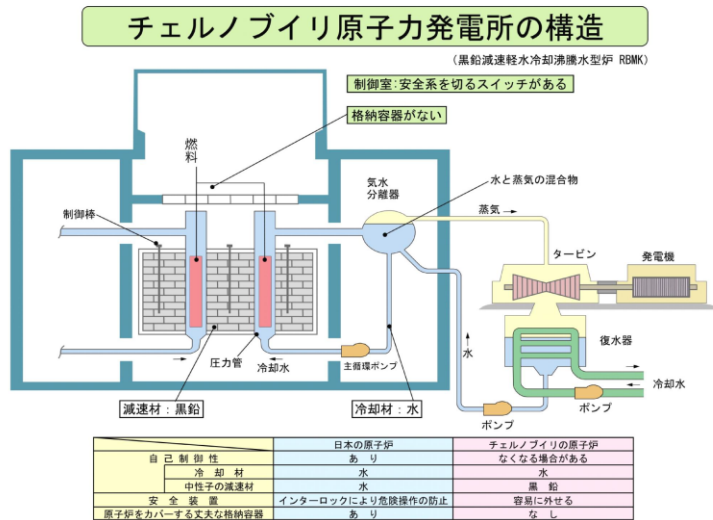 チェルノブイリ原子力発電所の構造
(黒鉛減速軽水冷却沸騰水型炉 RBMK)
制御室:安全系を切るスイッチがある
格納容器がない
燃料
気水
分離器
水と蒸気の混合物
制御棒
蒸気
タービン
発電機
復水器
水
圧力管
冷却水
主循環ポンプ
冷却水
ポンプ
ポンプ
減速材:黒鉛
冷却材:水
日本の原子炉 チェルノブイリの原子炉
自己制御性 あり なくなる場合がある
冷却材 水 水
中性子の減速材 水 黒鉛
安全装置 インターロックにより危険操作の防止 容易に外せる
原子炉をカバーする丈夫な格納容器 あり なし